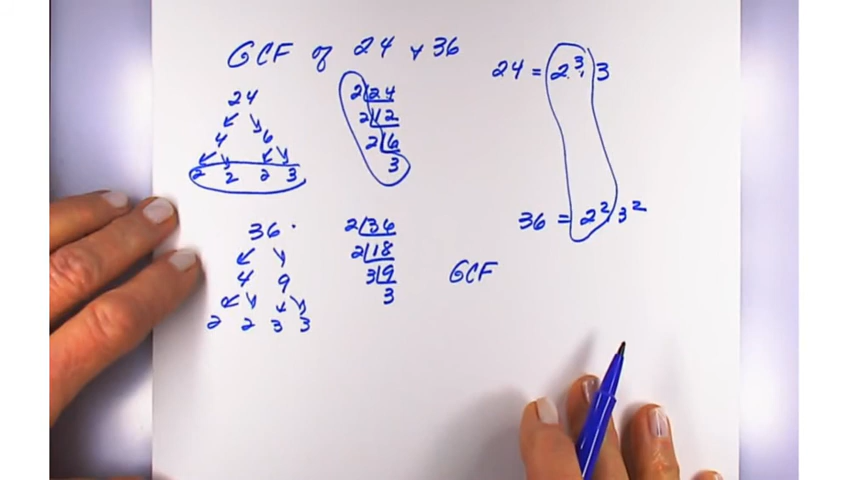 GCF of 24 y 36
24 = 2³·3
24
4 6
2 2 2 3
2 24
2 12
2 6
3
36 = 2² 3²
36
4 9
2 2 3 3
2 36
2 18
3 9
3
GCF